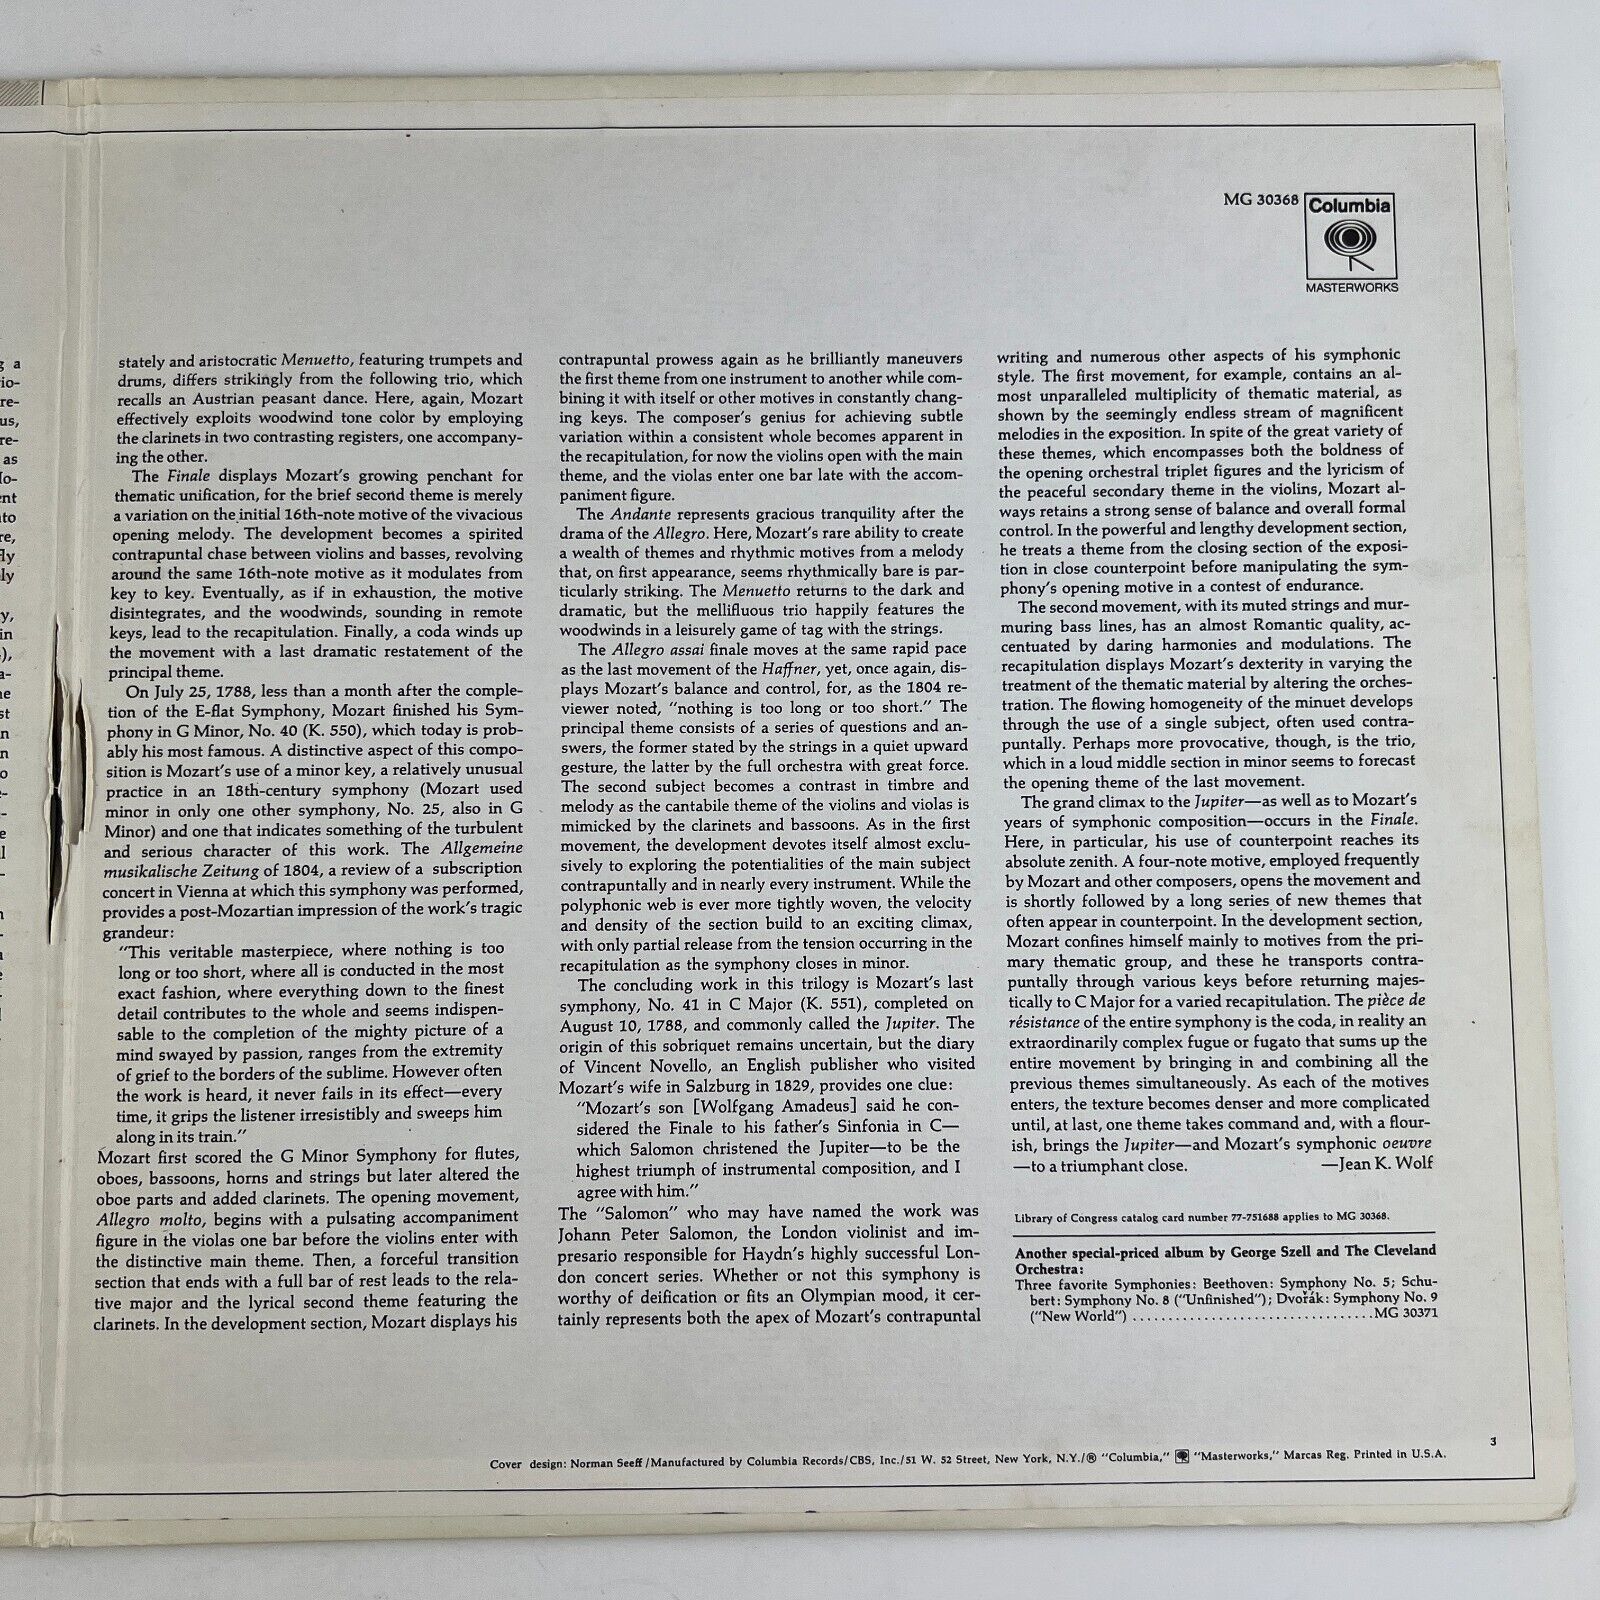 MG 30368
Columbia
MASTERWORKS
stately and aristocratic Menuetto, featuring trumpets and
drums, differs strikingly from the following trio, which
recalls an Austrian peasant dance. Here, again, Mozart
effectively exploits woodwind tone color by employing
the clarinets in two contrasting registers, one accompany-
ing the other.
The Finale displays Mozart's growing penchant for
thematic unification, for the brief second theme is merely
a variation on the initial 16th-note motive of the vivacious
opening melody. The development becomes a spirited
contrapuntal chase between violins and basses, revolving
around the same 16th-note motive as it modulates from
key to key. Eventually, as if in exhaustion, the motive
disintegrates, and the woodwinds, sounding in remote
keys, lead to the recapitulation. Finally, a coda winds up
the movement with a last dramatic restatement of the
principal theme.
On July 25, 1788, less than a month after the comple-
tion of the E-flat Symphony, Mozart finished his Sym-
phony in G Minor, No. 40 (K. 550), which today is prob-
ably his most famous. A distinctive aspect of this compo-
sition is Mozart's use of a minor key, a relatively unusual
practice in an 18th-century symphony (Mozart used
minor in only one other symphony, No. 25, also in G
Minor) and one that indicates something of the turbulent
and serious character of this work. The Allgemeine
musikalische Zeitung of 1804, a review of a subscription
concert in Vienna at which this symphony was performed,
provides a post-Mozartian impression of the work's tragic
grandeur:
"This veritable masterpiece, where nothing is too
long or too short, where all is conducted in the most
exact fashion, where everything down to the finest
detail contributes to the whole and seems indispen-
sable to the completion of the mighty picture of a
mind swayed by passion, ranges from the extremity
of grief to the borders of the sublime. However often
the work is heard, it never fails in its effect—every
time, it grips the listener irresistibly and sweeps him
along in its train."
Mozart first scored the G Minor Symphony for flutes,
oboes, bassoons, horns and strings but later altered the
oboe parts and added clarinets. The opening movement,
Allegro molto, begins with a pulsating accompaniment
figure in the violas one bar before the violins enter with
the distinctive main theme. Then, a forceful transition
section that ends with a full bar of rest leads to the rela-
tive major and the lyrical second theme featuring the
clarinets. In the development section, Mozart displays his
contrapuntal prowess again as he brilliantly maneuvers
the first theme from one instrument to another while com-
bining it with itself or other motives in constantly chang-
ing keys. The composer's genius for achieving subtle
variation within a consistent whole becomes apparent in
the recapitulation, for now the violins open with the main
theme, and the violas enter one bar late with the accom-
paniment figure.
The Andante represents gracious tranquility after the
drama of the Allegro. Here, Mozart's rare ability to create
a wealth of themes and rhythmic motives from a melody
that, on first appearance, seems rhythmically bare is par-
ticularly striking. The Menuetto returns to the dark and
dramatic, but the mellifluous trio happily features the
woodwinds in a leisurely game of tag with the strings.
The Allegro assai finale moves at the same rapid pace
as the last movement of the Haffner, yet, once again, dis-
plays Mozart's balance and control, for, as the 1804 re-
viewer noted, "nothing is too long or too short." The
principal theme consists of a series of questions and an-
swers, the former stated by the strings in a quiet upward
gesture, the latter by the full orchestra with great force.
The second subject becomes a contrast in timbre and
melody as the cantabile theme of the violins and violas is
mimicked by the clarinets and bassoons. As in the first
movement, the development devotes itself almost exclu-
sively to exploring the potentialities of the main subject
contrapuntally and in nearly every instrument. While the
polyphonic web is ever more tightly woven, the velocity
and density of the section build to an exciting climax,
with only partial release from the tension occurring in the
recapitulation as the symphony closes in minor.
The concluding work in this trilogy is Mozart's last
symphony, No. 41 in C Major (K. 551), completed on
August 10, 1788, and commonly called the Jupiter. The
origin of this sobriquet remains uncertain, but the diary
of Vincent Novello, an English publisher who visited
Mozart's wife in Salzburg in 1829, provides one clue:
"Mozart's son [Wolfgang Amadeus] said he con-
sidered the Finale to his father's Sinfonia in C—
which Salomon christened the Jupiter—to be the
highest triumph of instrumental composition, and I
agree with him."
The "Salomon" who may have named the work was
Johann Peter Salomon, the London violinist and im-
presario responsible for Haydn's highly successful Lon-
don concert series. Whether or not this symphony is
worthy of deification or fits an Olympian mood, it cer-
tainly represents both the apex of Mozart's contrapuntal
writing and numerous other aspects of his symphonic
style. The first movement, for example, contains an al-
most unparalleled multiplicity of thematic material, as
shown by the seemingly endless stream of magnificent
melodies in the exposition. In spite of the great variety of
these themes, which encompasses both the boldness of
the opening orchestral triplet figures and the lyricism of
the peaceful secondary theme in the violins, Mozart al-
ways retains a strong sense of balance and overall formal
control. In the powerful and lengthy development section,
he treats a theme from the closing section of the exposi-
tion in close counterpoint before manipulating the sym-
phony's opening motive in a contest of endurance.
The second movement, with its muted strings and mur-
muring bass lines, has an almost Romantic quality, ac-
centuated by daring harmonies and modulations. The
recapitulation displays Mozart's dexterity in varying the
treatment of the thematic material by altering the orches-
tration. The flowing homogeneity of the minuet develops
through the use of a single subject, often used contra-
puntally. Perhaps more provocative, though, is the trio,
which in a loud middle section in minor seems to forecast
the opening theme of the last movement.
The grand climax to the Jupiter—as well as to Mozart's
years of symphonic composition—occurs in the Finale.
Here, in particular, his use of counterpoint reaches its
absolute zenith. A four-note motive, employed frequently
by Mozart and other composers, opens the movement and
is shortly followed by a long series of new themes that
often appear in counterpoint. In the development section,
Mozart confines himself mainly to motives from the pri-
mary thematic group, and these he transports contra-
puntally through various keys before returning majes-
tically to C Major for a varied recapitulation. The pièce de
résistance of the entire symphony is the coda, in reality an
extraordinarily complex fugue or fugato that sums up the
entire movement by bringing in and combining all the
previous themes simultaneously. As each of the motives
enters, the texture becomes denser and more complicated
until, at last, one theme takes command and, with a flour-
ish, brings the Jupiter—and Mozart's symphonic oeuvre
—to a triumphant close. —Jean K. Wolf
Library of Congress catalog card number 77-751688 applies to MG 30368.
Another special-priced album by George Szell and The Cleveland
Orchestra:
Three favorite Symphonies: Beethoven: Symphony No. 5; Schu-
bert: Symphony No. 8 ("Unfinished"); Dvořák: Symphony No. 9
("New World") ..................................MG 30371
3
Cover design: Norman Seeff/Manufactured by Columbia Records/CBS, Inc./51 W. 52 Street, New York, N.Y./® "Columbia," "Masterworks," Marcas Reg. Printed in U.S.A.